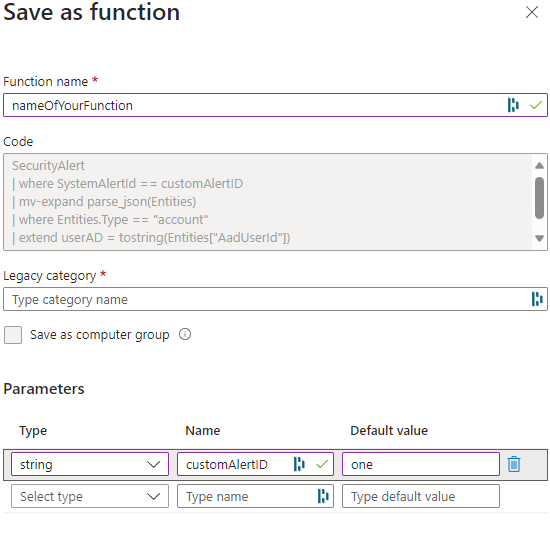 Save as function
Function name *
nameOfYourFunction
Code
SecurityAlert
| where SystemAlertId == customAlertID
| mv-expand parse_json(Entities)
| where Entities.Type == "account"
| extend userAD = tostring(Entities["AadUserId"])
Legacy category *
Type category name
Save as computer group
Parameters
Type Name Default value
string customAlertID one
Select type Type name Type default value